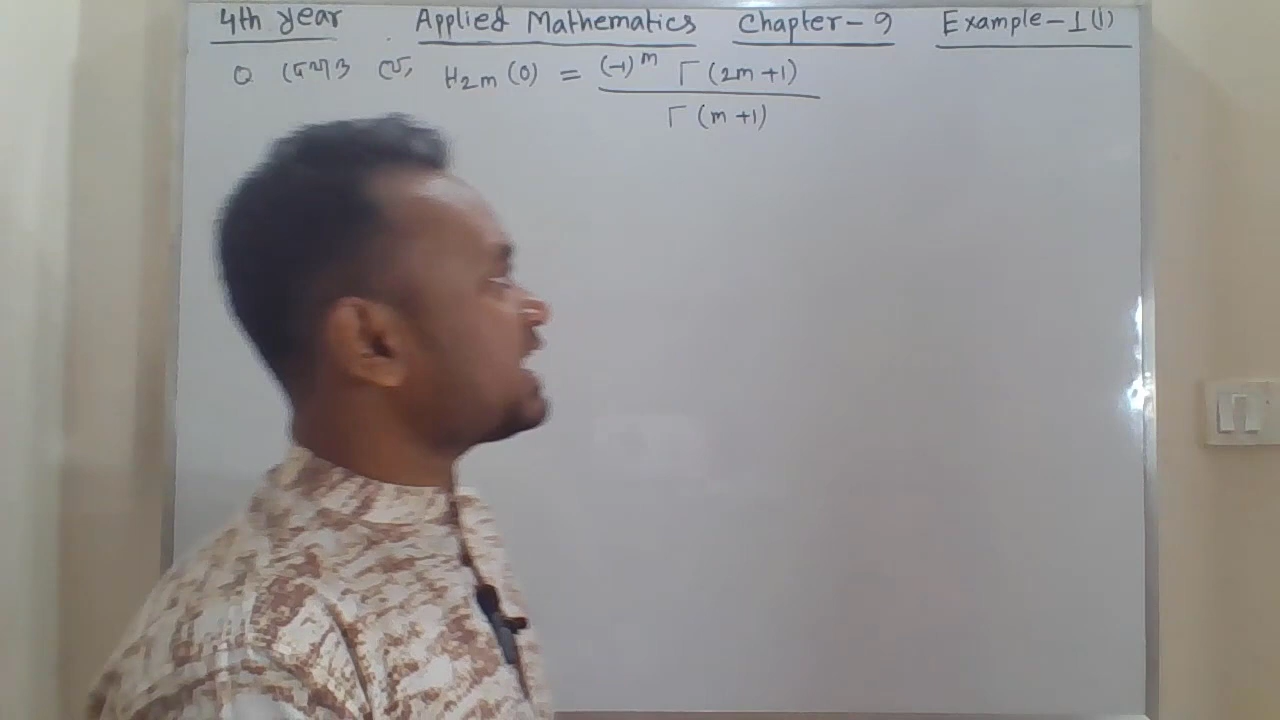 4th year Applied Mathematics Chapter-9 Example-1(i)
Q দেখাও যে, H₂ₘ(0) = (-1)^m Γ(2m+1) / Γ(m+1)